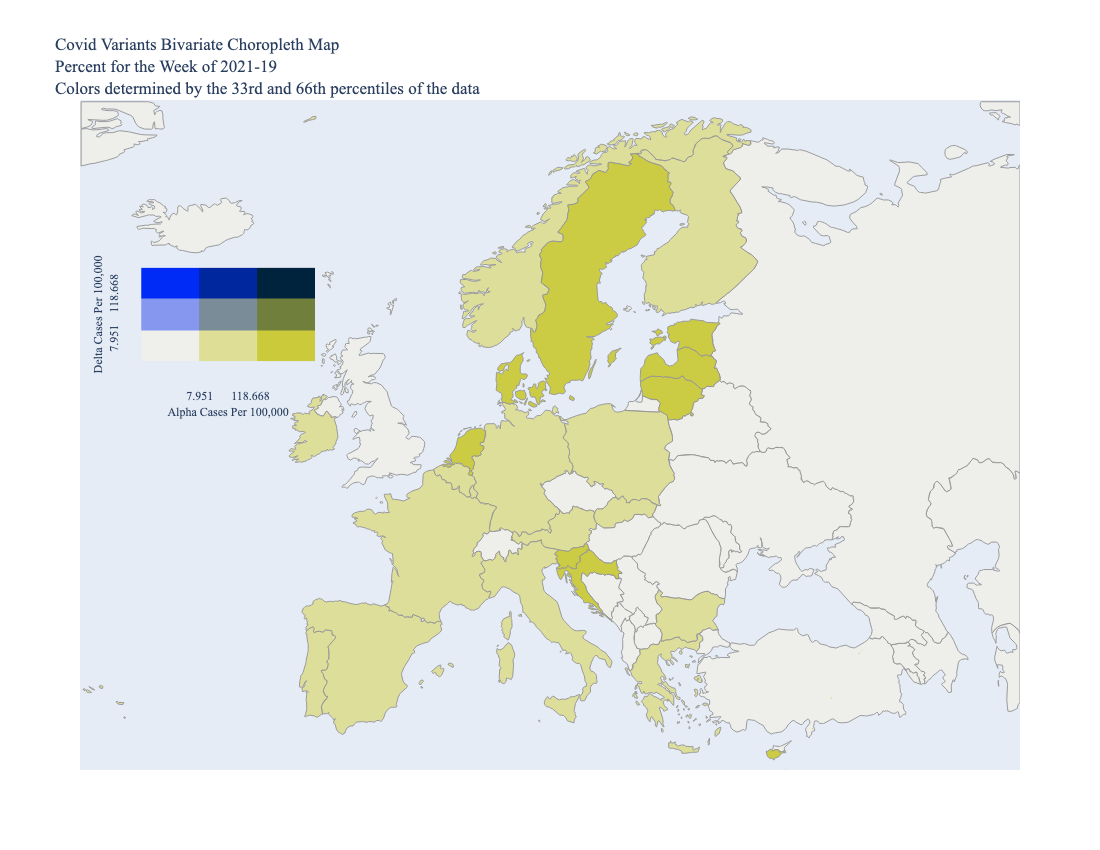 Covid Variants Bivariate Choropleth Map
Percent for the Week of 2021-19
Colors determined by the 33rd and 66th percentiles of the data
Delta Cases Per 100,000
7.951 118.668
7.951 118.668
Alpha Cases Per 100,000